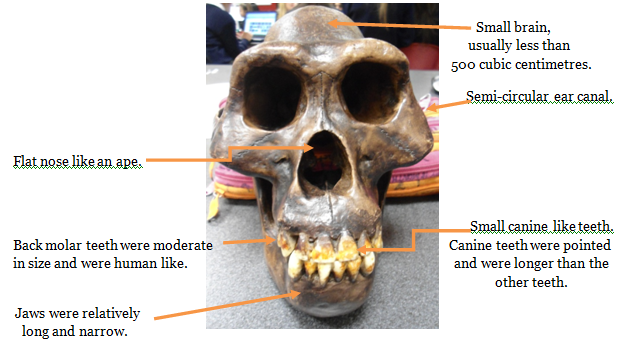 Small brain,
usually less than
500 cubic centimetres.
Semi-circular ear canal.
Flat nose like an ape.
Small canine like teeth.
Canine teeth were pointed
and were longer than the
other teeth.
Back molar teeth were moderate
in size and were human like.
Jaws were relatively
long and narrow.